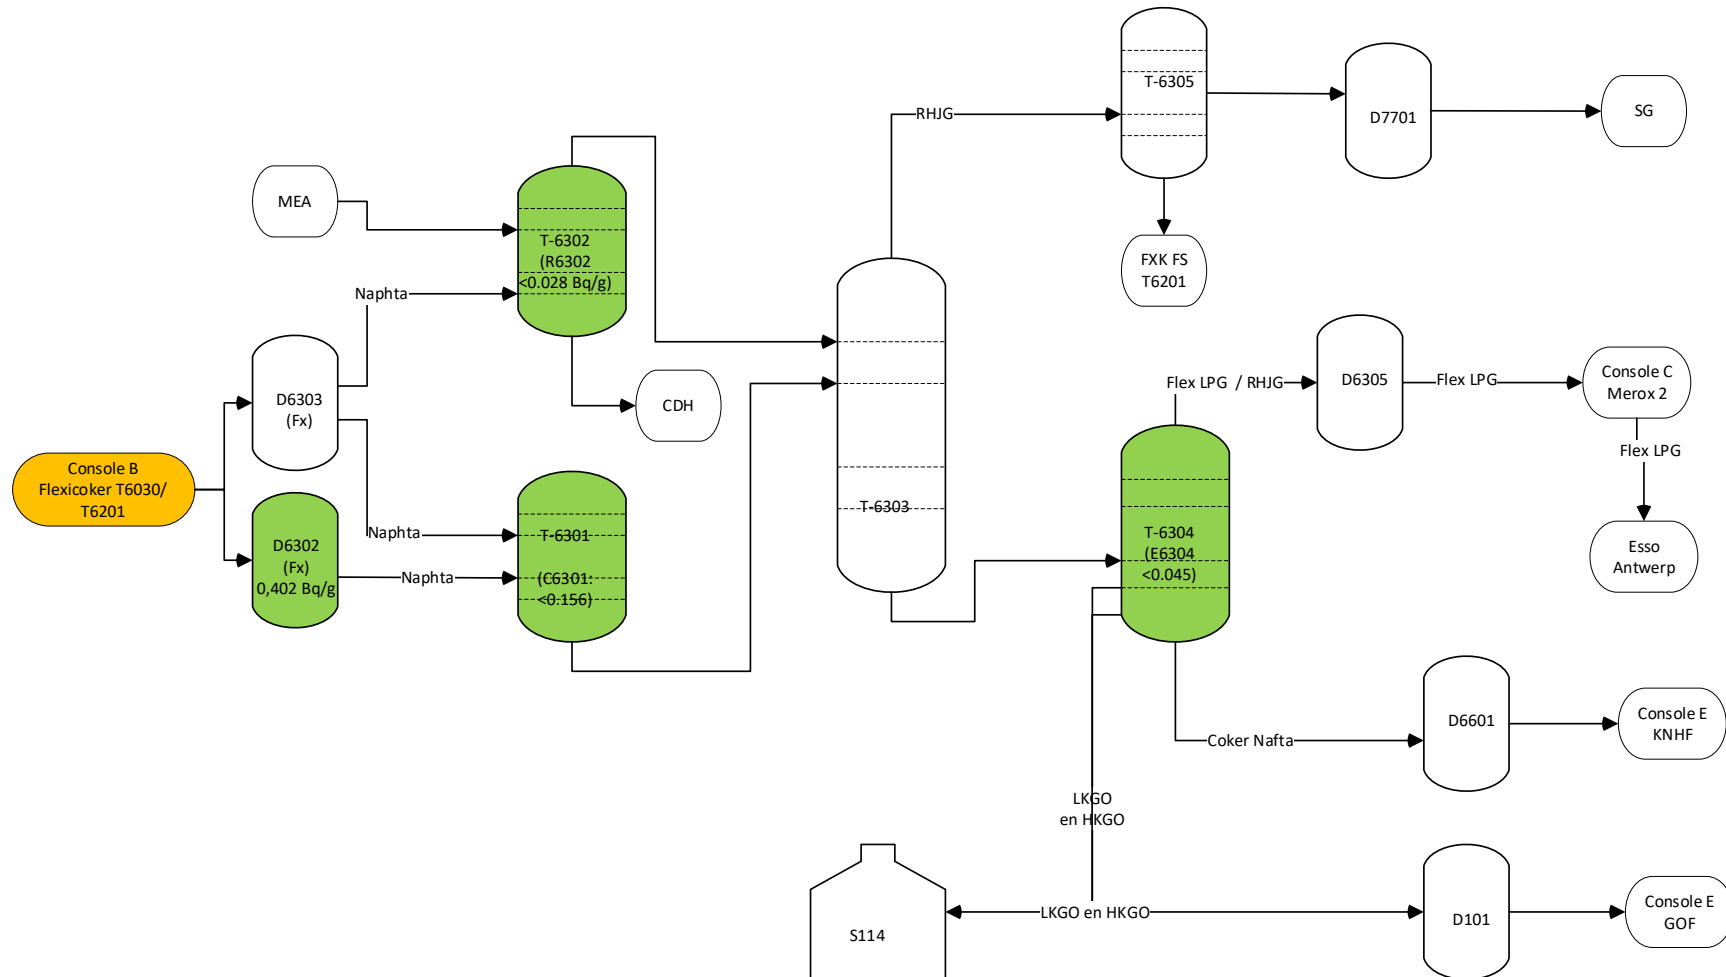 RHJG
T-6305
D7701
SG
MEA
T-6302
(R6302
<0.028 Bq/g)
FXK FS
T6201
Naphta
D6303
(Fx)
CDH
Flex LPG / RHJG
D6305
Flex LPG
Console C
Merox 2
Flex LPG
Console B
Flexicoker T6030/
T6201
D6302
(Fx)
0,402 Bq/g
Naphta
Naphta
T-6301
(C6301:
<0.156)
T-6303
T-6304
(E6304
<0.045)
Esso
Antwerp
Coker Nafta
D6601
Console E
KNHF
LKGO
en HKGO
S114
LKGO en HKGO
D101
Console E
GOF